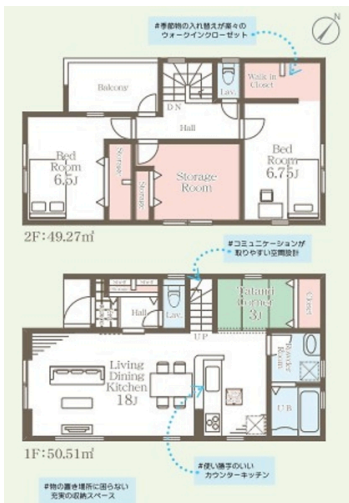 #季節物の入れ替えが楽々の
ウォークインクローゼット
Balcony
DN
Lav.
Walk in
Closet
Hall
Bed
Room
6.5J
Storage
Storage
Storage
Room
Bed
Room
6.75J
2F:49.27㎡
#コミュニケーションが
取りやすい空間設計
Hall
Lav.
UP
Tatami
Corner
3J
Closet
Living
Dining
Kitchen
18J
Powder
Room
UB
1F:50.51㎡
#使い勝手のいい
カウンターキッチン
#物の置き場所に困らない
充実の収納スペース